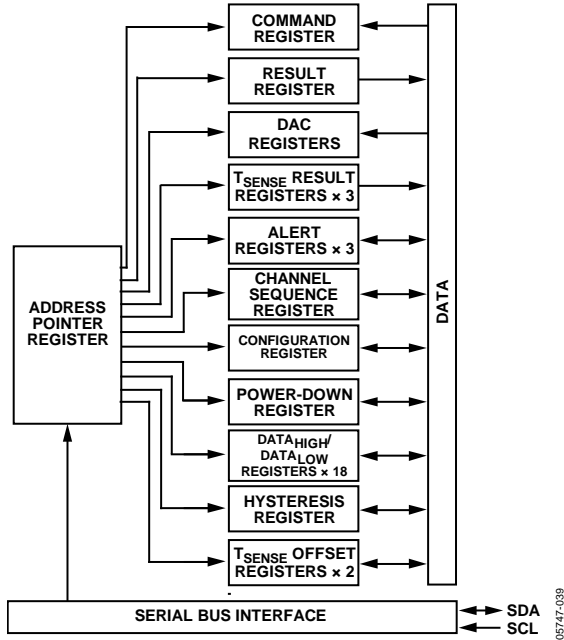 COMMAND
REGISTER
RESULT
REGISTER
DAC
REGISTERS
TSENSE RESULT
REGISTERS × 3
ALERT
REGISTERS × 3
CHANNEL
SEQUENCE
REGISTER
CONFIGURATION
REGISTER
POWER-DOWN
REGISTER
DATAHIGH/
DATALOW
REGISTERS × 18
HYSTERESIS
REGISTER
TSENSE OFFSET
REGISTERS × 2
ADDRESS
POINTER
REGISTER
DATA
SERIAL BUS INTERFACE
SDA
SCL
05747-039